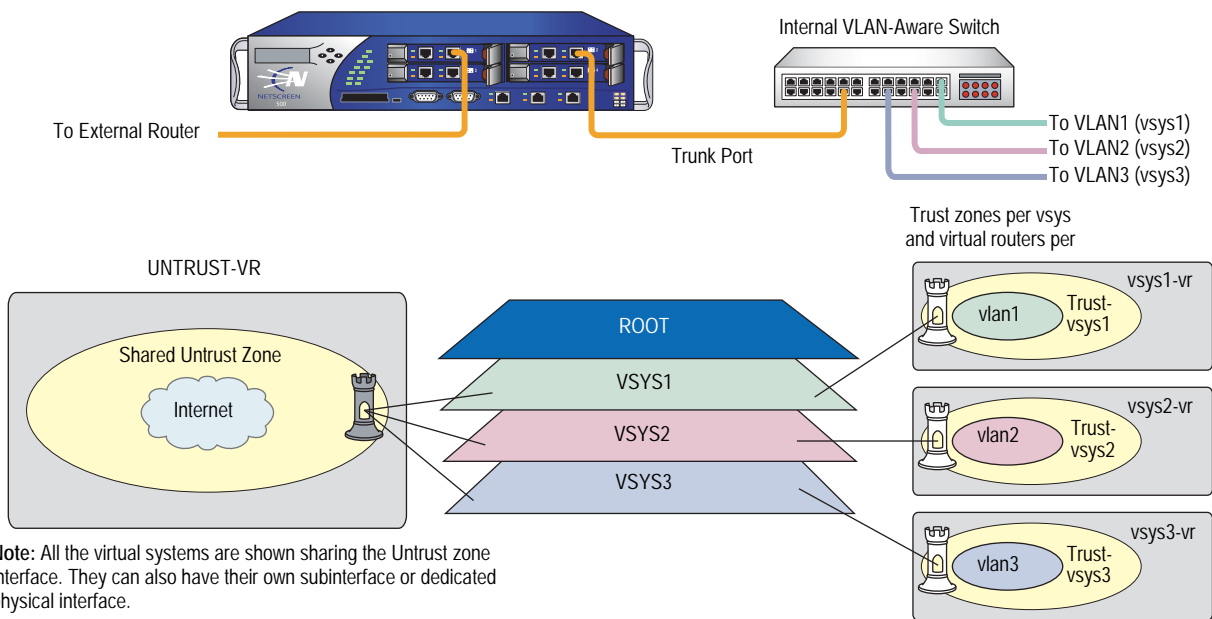 Internal VLAN-Aware Switch
NETSCREEN
500
To External Router
Trunk Port
To VLAN1 (vsys1)
To VLAN2 (vsys2)
To VLAN3 (vsys3)
Trust zones per vsys
and virtual routers per
UNTRUST-VR
Shared Untrust Zone
Internet
ROOT
VSYS1
VSYS2
VSYS3
vsys1-vr
vlan1
Trust-
vsys1
vsys2-vr
vlan2
Trust-
vsys2
vsys3-vr
vlan3
Trust-
vsys3
ote: All the virtual systems are shown sharing the Untrust zone
nterface. They can also have their own subinterface or dedicated
hysical interface.